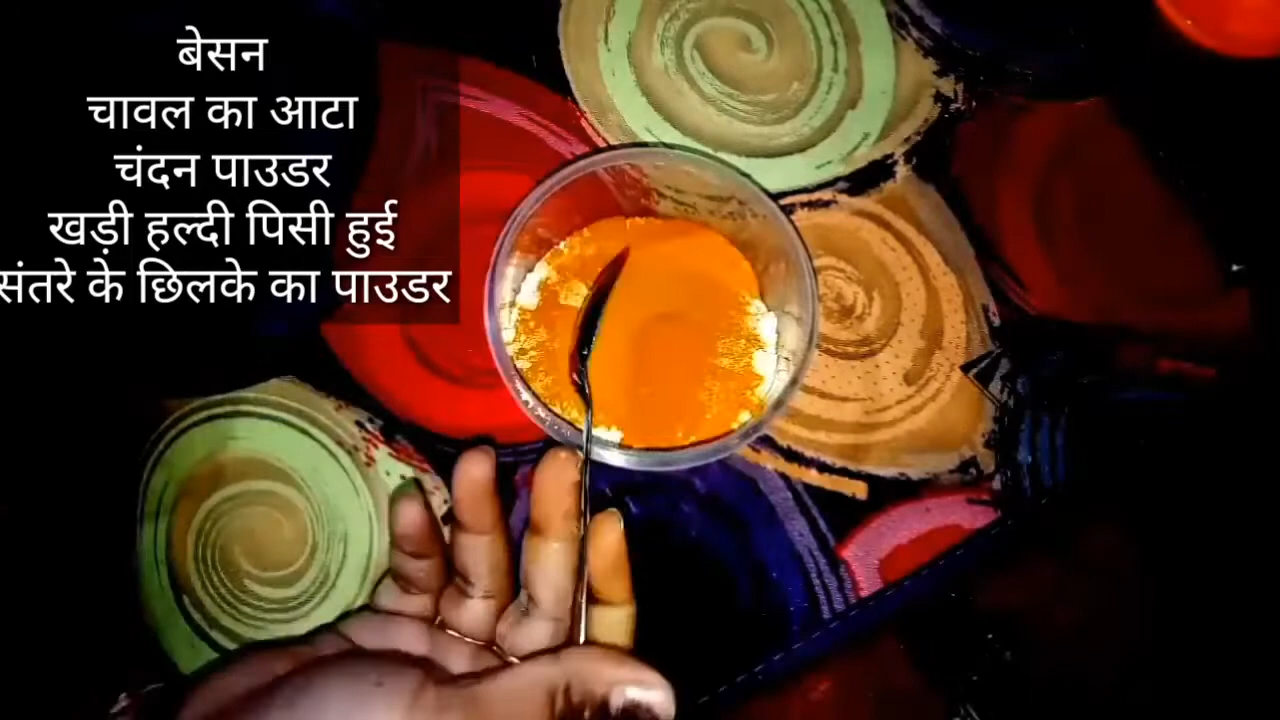 बेसन
चावल का आटा
चंदन पाउडर
खड़ी हल्दी पिसी हुई
संतरे के छिलके का पाउडर